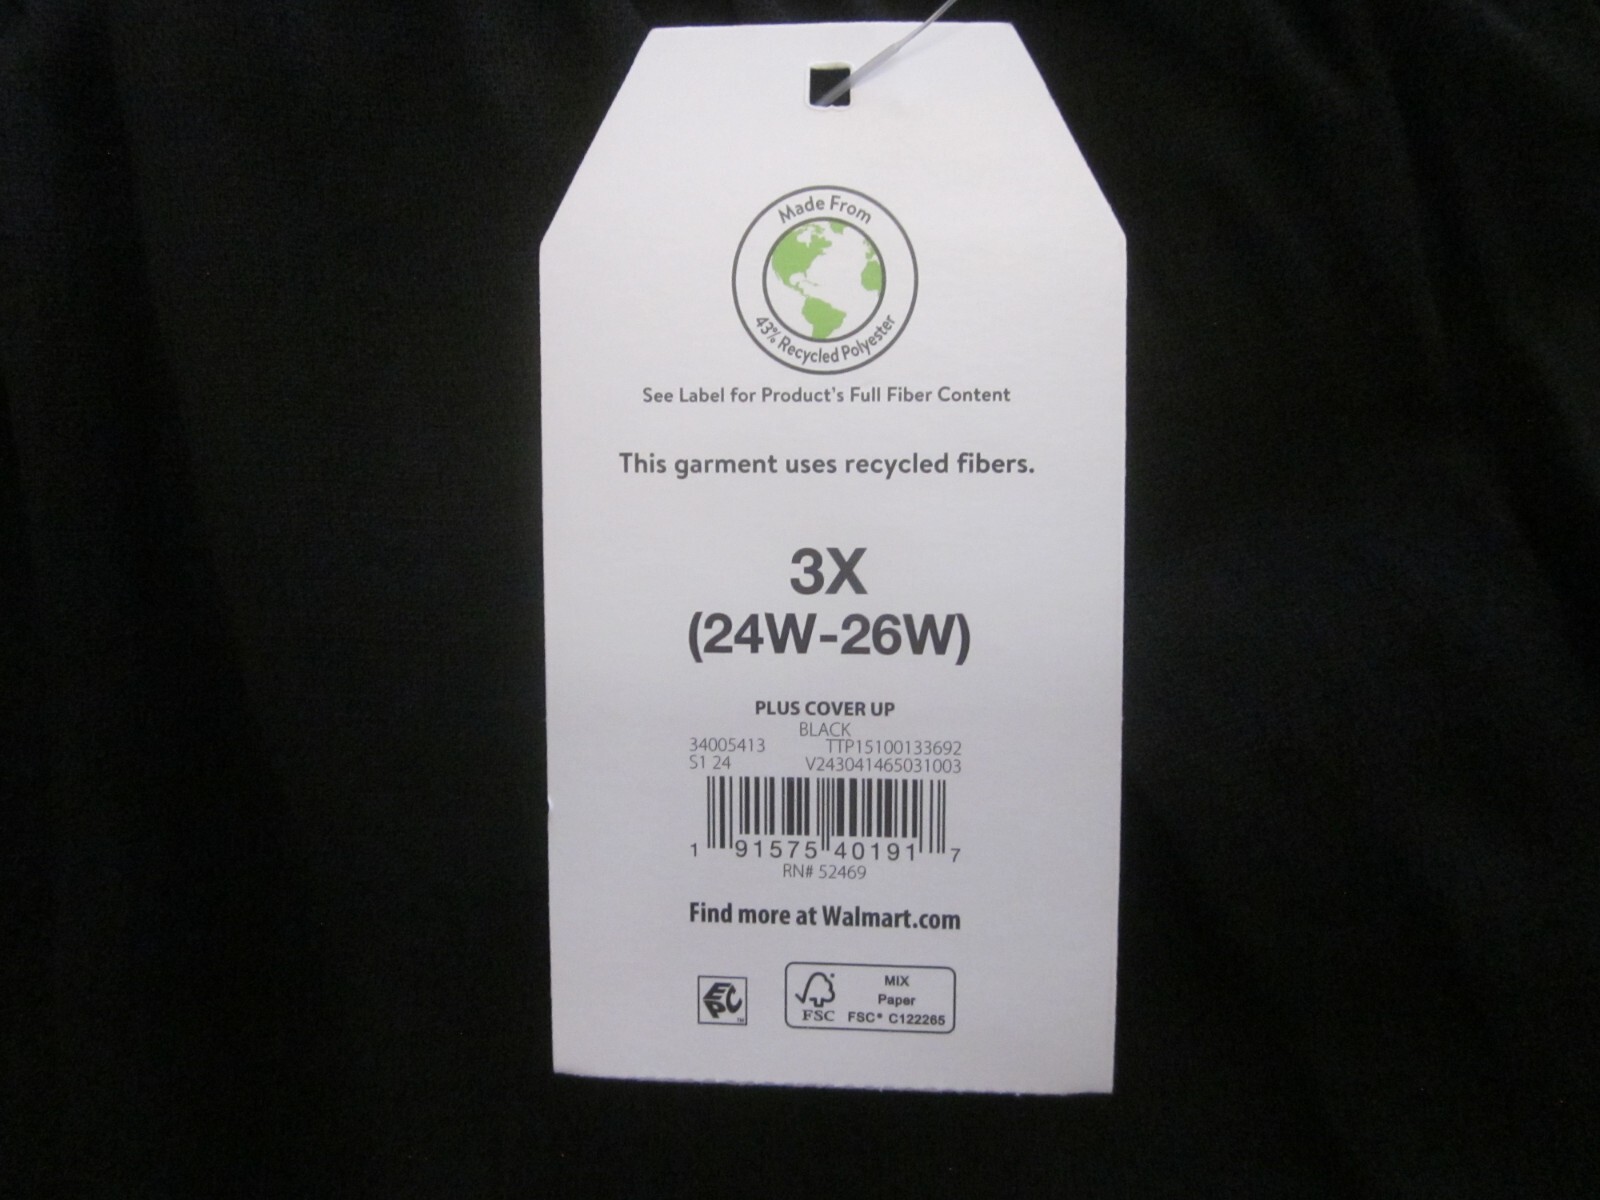 Made From
43% Recycled Polyester
See Label for Product's Full Fiber Content
This garment uses recycled fibers.
3X
(24W-26W)
PLUS COVER UP
BLACK
34005413 TTP15100133692
S1 24 V243041465031003
1 91575 40191 7
RN# 52469
Find more at Walmart.com
EPC TM
FSC
MIX
Paper
FSC® C122265